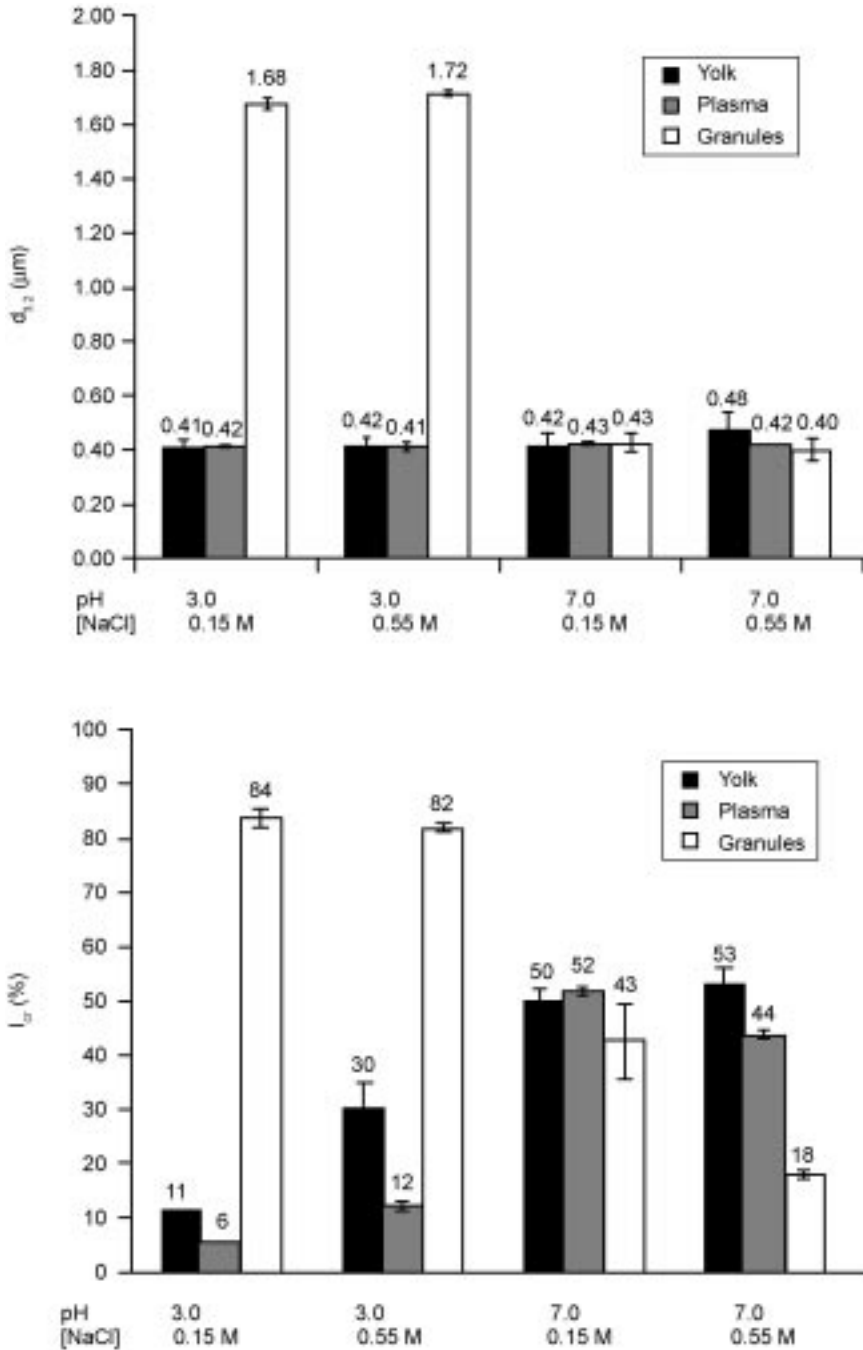 2.00
1.80
1.60
1.40
1.20
1.00
0.80
0.60
0.40
0.20
0.00
d3.2 (µm)
Yolk
Plasma
Granules
1.68
1.72
0.41 0.42
0.42 0.41
0.42 0.43 0.43
0.48 0.42 0.40
pH 3.0 3.0 7.0 7.0
[NaCl] 0.15 M 0.55 M 0.15 M 0.55 M
100
90
80
70
60
50
40
30
20
10
0
Icr (%)
Yolk
Plasma
Granules
11 6 84
30 12 82
50 52 43
53 44 18
pH 3.0 3.0 7.0 7.0
[NaCl] 0.15 M 0.55 M 0.15 M 0.55 M